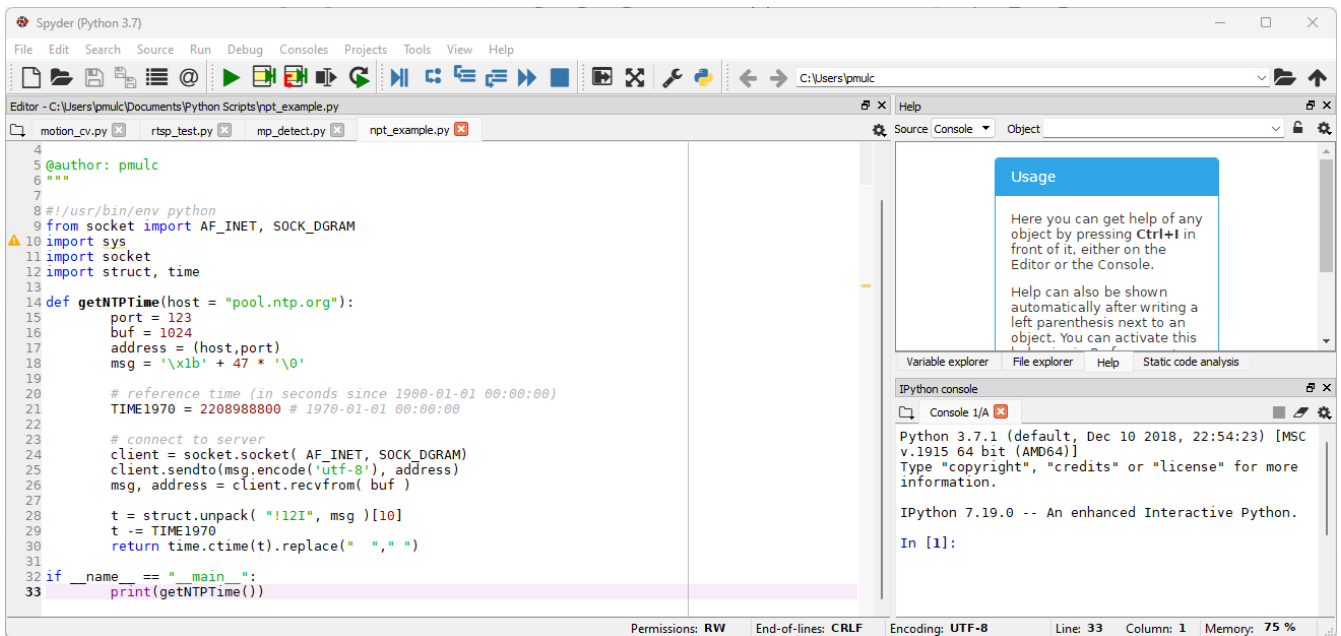 Spyder (Python 3.7)
File Edit Search Source Run Debug Consoles Projects Tools View Help
C:\Users\pmulc
Editor - C:\Users\pmulc\Documents\Python Scripts\npt_example.py
motion_cv.py rtsp_test.py mp_detect.py npt_example.py
4
5 @author: pmulc
6 """
7
8 #!/usr/bin/env python
9 from socket import AF_INET, SOCK_DGRAM
10 import sys
11 import socket
12 import struct, time
13
14 def getNTPTime(host = "pool.ntp.org"):
15         port = 123
16         buf = 1024
17         address = (host,port)
18         msg = '\x1b' + 47 * '\0'
19
20         # reference time (in seconds since 1900-01-01 00:00:00)
21         TIME1970 = 2208988800 # 1970-01-01 00:00:00
22
23         # connect to server
24         client = socket.socket( AF_INET, SOCK_DGRAM)
25         client.sendto(msg.encode('utf-8'), address)
26         msg, address = client.recvfrom( buf )
27
28         t = struct.unpack( "!12I", msg )[10]
29         t -= TIME1970
30         return time.ctime(t).replace("  "," ")
31
32 if __name__ == "__main__":
33         print(getNTPTime())
Help
Source Console Object
Usage
Here you can get help of any
object by pressing Ctrl+I in
front of it, either on the
Editor or the Console.
Help can also be shown
automatically after writing a
left parenthesis next to an
object. You can activate this
Variable explorer File explorer Help Static code analysis
IPython console
Console 1/A
Python 3.7.1 (default, Dec 10 2018, 22:54:23) [MSC
v.1915 64 bit (AMD64)]
Type "copyright", "credits" or "license" for more
information.
IPython 7.19.0 -- An enhanced Interactive Python.
In [1]:
Permissions: RW End-of-lines: CRLF Encoding: UTF-8 Line: 33 Column: 1 Memory: 75 %